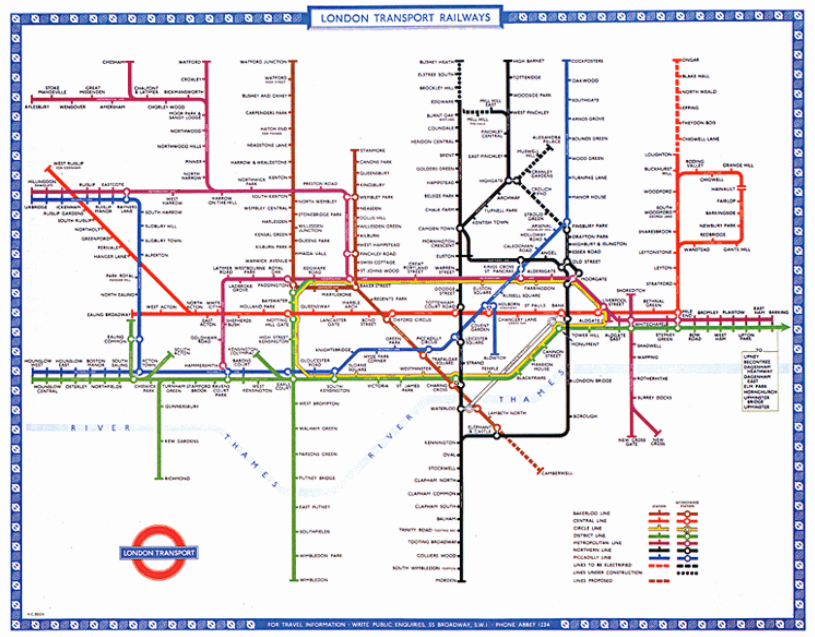 LONDON TRANSPORT RAILWAYS
CHESHAM
WATFORD
WATFORD JUNCTION
BUSHEY HEATH
HIGH BARNET
COCKFOSTERS
ONGAR
CROXLEY
WATFORD
ELSTREE SOUTH
TOTTERIDGE
OAKWOOD
BLAKE HALL
STOKE MANDEVILLE
GREAT MISSENDEN
CHALFONT & LATIMER
RICKMANSWORTH
BUSHEY AND OXHEY
BROCKLEY HILL
WOODSIDE PARK
SOUTHGATE
NORTH WEALD
AYLESBURY
WENDOVER
AMERSHAM
CHORLEY WOOD
EDGWARE
MILL HILL EAST
WEST FINCHLEY
ARNOS GROVE
EPPING
MOOR PARK & SANDY LODGE
CARPENDERS PARK
BURNT OAK
MILL HILL
THEYDON BOIS
NORTHWOOD
HATCH END
COLINDALE
FINCHLEY CENTRAL
ALEXANDRA PALACE
BOUNDS GREEN
CHIGWELL LANE
NORTHWOOD HILLS
HEADSTONE LANE
STANMORE
HENDON CENTRAL
MUSWELL HILL
WOOD GREEN
LOUGHTON
WEST RUISLIP
PINNER
HARROW & WEALDSTONE
CANONS PARK
BRENT
EAST FINCHLEY
CRANLEY GARDENS
TURNPIKE LANE
BUCKHURST HILL
RODING VALLEY
GRANGE HILL
NORTH HARROW
KENTON
QUEENSBURY
GOLDERS GREEN
HIGHGATE
CROUCH END
MANOR HOUSE
WOODFORD
CHIGWELL
HAINAULT
HILLINGDON
RUISLIP
EASTCOTE
NORTHWICK PARK
PRESTON ROAD
KINGSBURY
HAMPSTEAD
ARCHWAY
STROUD GREEN
FAIRLOP
UXBRIDGE
ICKENHAM
RUISLIP MANOR
RAYNERS LANE
WEST HARROW
HARROW ON-THE-HILL
SOUTH KENTON
NORTH WEMBLEY
WEMBLEY PARK
BELSIZE PARK
TUFNELL PARK
FINSBURY PARK
SOUTH WOODFORD
BARKINGSIDE
RUISLIP GARDENS
SOUTH HARROW
WEMBLEY CENTRAL
NEASDEN
CHALK FARM
KENTISH TOWN
ARSENAL
DRAYTON PARK
SNARESBROOK
NEWBURY PARK
SOUTH RUISLIP
SUDBURY HILL
STONEBRIDGE PARK
DOLLIS HILL
CAMDEN TOWN
HOLLOWAY ROAD
HIGHBURY & ISLINGTON
REDBRIDGE
NORTHOLT
HARLESDEN
WILLESDEN JUNCTION
WILLESDEN GREEN
MORNINGTON CRESCENT
CALEDONIAN ROAD
ESSEX ROAD
WANSTEAD
GANTS HILL
GREENFORD
SUDBURY TOWN
KENSAL GREEN
QUEENS PARK
KILBURN
WEST HAMPSTEAD
EUSTON
ANGEL
OLD STREET
LEYTONSTONE
PERIVALE
ALPERTON
KILBURN PARK
MAIDA VALE
FINCHLEY ROAD
SWISS COTTAGE
LEYTON
HANGER LANE
WARWICK AVENUE
ST JOHNS WOOD
GREAT PORTLAND STREET
WARREN STREET
KINGS CROSS ST PANCRAS
ALDERSGATE
MOORGATE
STRATFORD
PARK ROYAL
LATIMER ROAD
WESTBOURNE PARK
ROYAL OAK
EDGWARE ROAD
LADBROKE GROVE
PADDINGTON
MARYLEBONE
BAKER STREET
GOODGE STREET
EUSTON SQUARE
FARRINGDON
SHOREDITCH
NORTH EALING
REGENTS PARK
RUSSELL SQUARE
LIVERPOOL STREET
BETHNAL GREEN
MILE END
BROMLEY
PLAISTOW
EAST HAM
BARKING
WEST ACTON
NORTH ACTON
WHITE CITY
HOLLAND PARK
BAYSWATER
QUEENSWAY
MARBLE ARCH
TOTTENHAM COURT ROAD
HOLBORN
ST PAULS
BANK
EALING BROADWAY
EAST ACTON
SHEPHERDS BUSH
NOTTING HILL GATE
LANCASTER GATE
BOND STREET
OXFORD CIRCUS
CHANCERY LANE
ALDGATE
WHITECHAPEL
EALING COMMON
GOLDHAWK ROAD
HIGH STREET KENSINGTON
COVENT GARDEN
TOWER HILL
ALDGATE EAST
TO
HOUNSLOW WEST
HOUNSLOW EAST
BOSTON MANOR
SOUTH EALING
ACTON TOWN
SOUTH ACTON
HAMMERSMITH
BARONS COURT
KENSINGTON (OLYMPIA)
GLOUCESTER ROAD
KNIGHTSBRIDGE
SLOANE SQUARE
HYDE PARK CORNER
GREEN PARK
PICCADILLY CIRCUS
LEICESTER SQUARE
TRAFALGAR SQUARE
STRAND
ALDWYCH
TEMPLE
CANNON STREET
MANSION HOUSE
MONUMENT
SHADWELL
UPNEY
BECONTREE
DAGENHAM HEATHWAY
DAGENHAM EAST
ELM PARK
HORNCHURCH
UPMINSTER BRIDGE
UPMINSTER
HOUNSLOW CENTRAL
OSTERLEY
NORTHFIELDS
CHISWICK PARK
TURNHAM GREEN
STAMFORD BROOK
RAVENSCOURT PARK
WEST KENSINGTON
EARLS COURT
SOUTH KENSINGTON
VICTORIA
ST JAMES PARK
WESTMINSTER
CHARING CROSS
BLACKFRIARS
LONDON BRIDGE
WAPPING
ROTHERHITHE
GUNNERSBURY
WEST BROMPTON
WATERLOO
LAMBETH NORTH
THAMES
BOROUGH
SURREY DOCKS
RIVER
THAMES
RIVER
WALHAM GREEN
ELEPHANT & CASTLE
NEW CROSS GATE
NEW CROSS
KEW GARDENS
PARSONS GREEN
KENNINGTON
OVAL
RICHMOND
PUTNEY BRIDGE
STOCKWELL
CAMBERWELL
CLAPHAM NORTH
EAST PUTNEY
CLAPHAM COMMON
CLAPHAM SOUTH
SOUTHFIELDS
BALHAM
TRINITY ROAD
TOOTING BROADWAY
WIMBLEDON PARK
COLLIERS WOOD
SOUTH WIMBLEDON
WIMBLEDON
MORDEN
LONDON TRANSPORT
BAKERLOO LINE
CENTRAL LINE
CIRCLE LINE
DISTRICT LINE
METROPOLITAN LINE
NORTHERN LINE
PICCADILLY LINE
LINES TO BE ELECTRIFIED
LINES UNDER CONSTRUCTION
LINES PROPOSED
H.C. BECK
FOR TRAVEL INFORMATION - WRITE PUBLIC ENQUIRIES, 55 BROADWAY, S.W.1 - PHONE ABBEY 1234